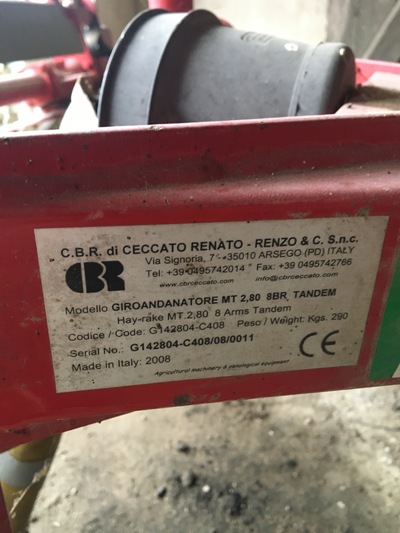 C.B.R. di CECCATO RENATO - RENZO & C. S.n.c.
Via Signoria, 7 - 35010 ARSEGO (PD) ITALY
Tel: +39 0495742014 Fax: +39 0495742766
www.cbrceccato.com info@cbrceccato.com
CBR
Modello GIROANDANATORE MT 2,80 8BR. TANDEM
Hay-rake MT.2,80 8 Arms Tandem
Codice / Code: G142804-C408 Peso / Weight: Kgs. 290
Serial No.: G142804-C408/08/0011
Made in Italy: 2008
CE
Agricultural machinery & oenological equipment